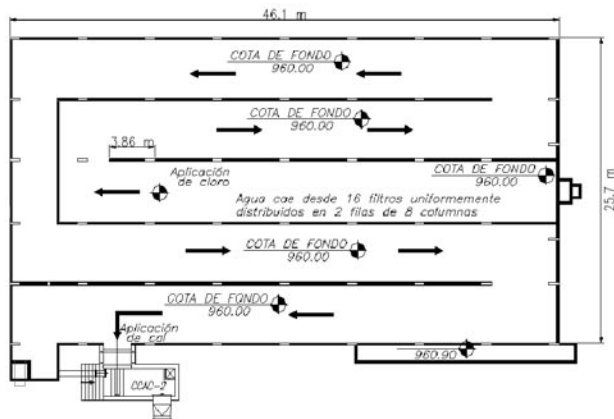 46.1 m
COTA DE FONDO
960.00
COTA DE FONDO
960.00
3.86 m
Aplicación
de cloro
COTA DE FONDO
960.00
Agua cae desde 16 filtros uniformemente
distribuidos en 2 filas de 8 columnas
25.7 m
COTA DE FONDO
960.00
COTA DE FONDO
960.00
Aplicación
de cal
960.90
CCAC-2